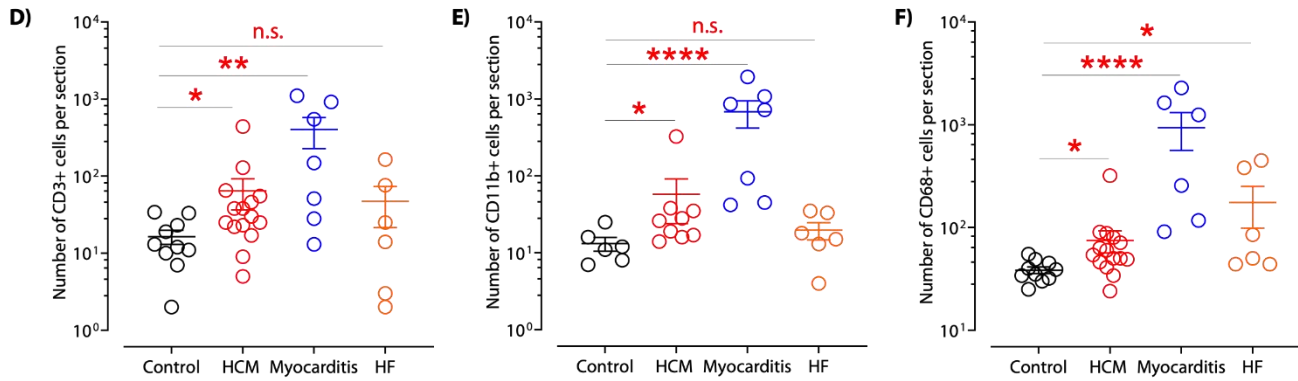 D)
Number of CD3+ cells per section
10⁴
10³
10²
10¹
10⁰
n.s.
**
*
Control HCM Myocarditis HF
E)
Number of CD11b+ cells per section
10⁴
10³
10²
10¹
10⁰
n.s.
****
*
Control HCM Myocarditis HF
F)
Number of CD68+ cells per section
10⁴
10³
10²
10¹
*
****
*
Control HCM Myocarditis HF